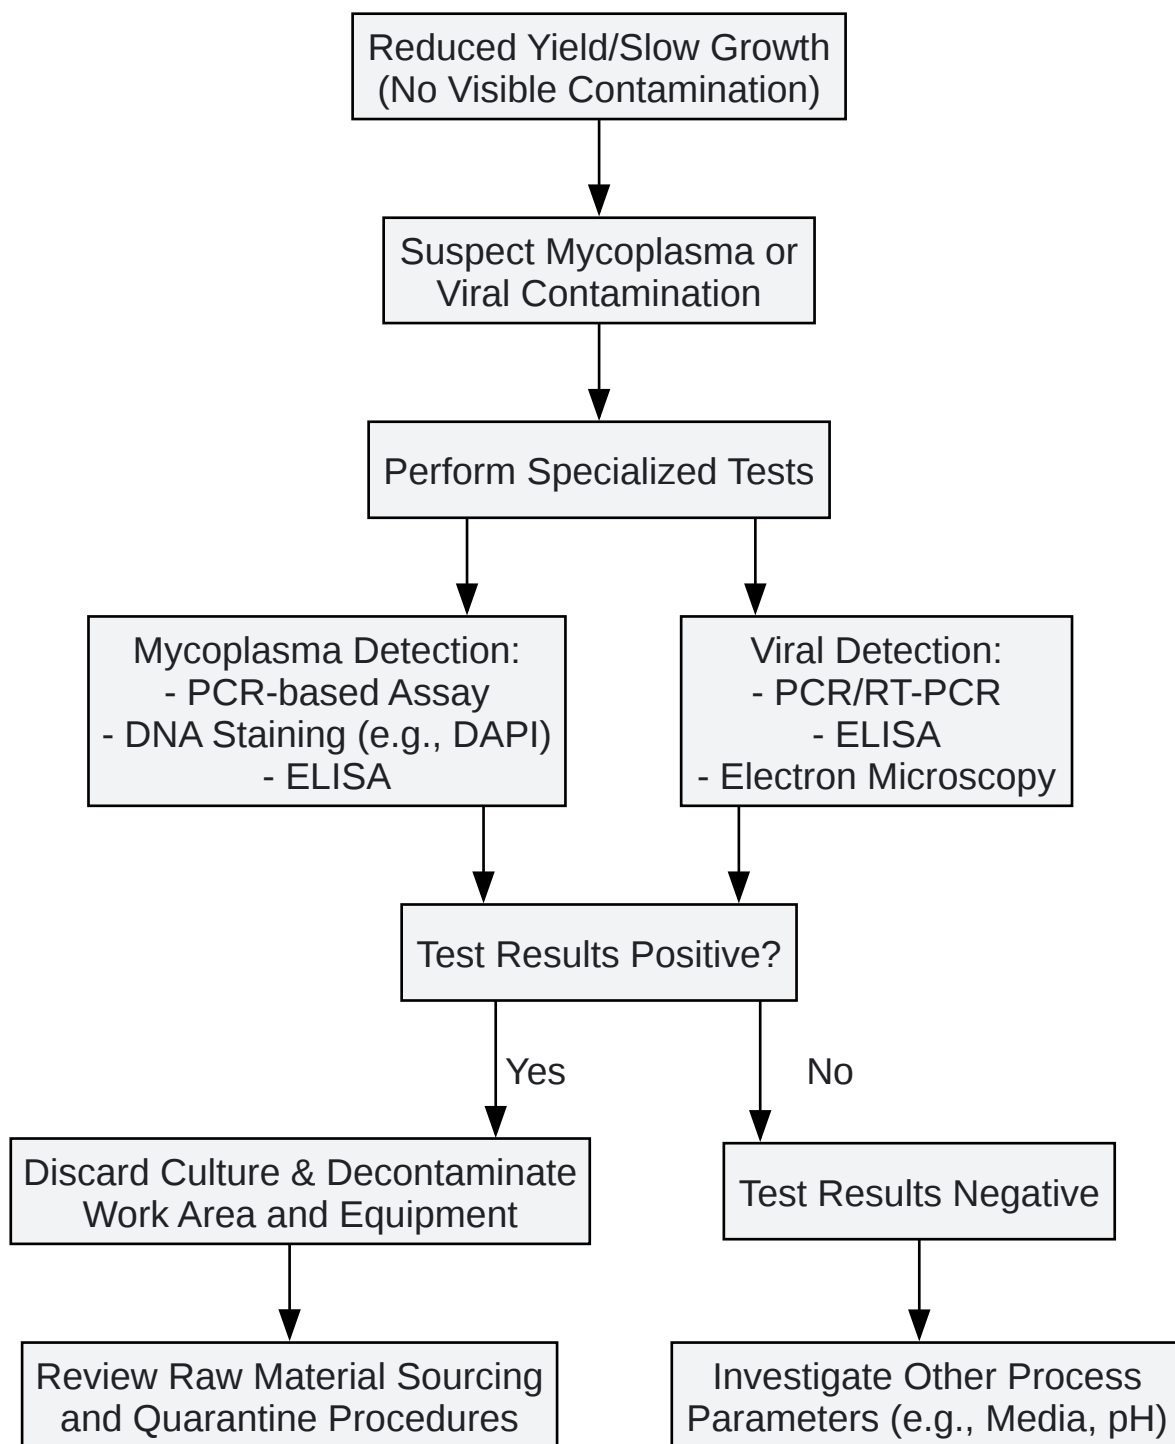 Reduced Yield/Slow Growth
(No Visible Contamination)
Suspect Mycoplasma or
Viral Contamination
Perform Specialized Tests
Mycoplasma Detection:
- PCR-based Assay
- DNA Staining (e.g., DAPI)
- ELISA
Viral Detection:
- PCR/RT-PCR
- ELISA
- Electron Microscopy
Test Results Positive?
Yes
No
Discard Culture & Decontaminate
Work Area and Equipment
Test Results Negative
Review Raw Material Sourcing
and Quarantine Procedures
Investigate Other Process
Parameters (e.g., Media, pH)